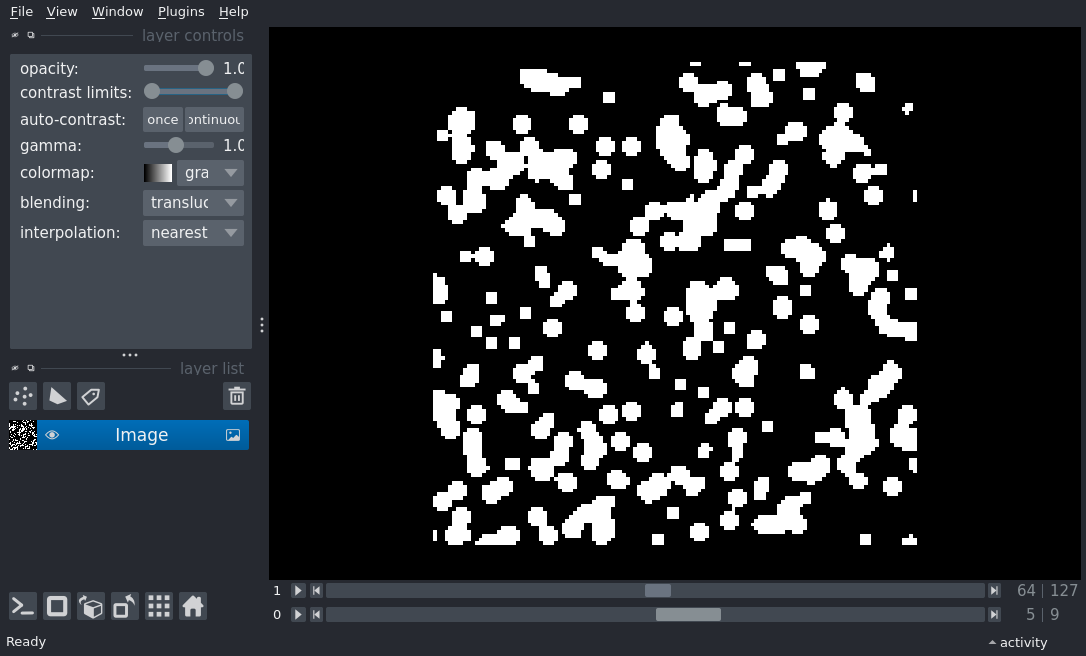 File View Window Plugins Help
layer controls
opacity: 1.0
contrast limits:
auto-contrast: once ontinuou
gamma: 1.0
colormap: gra
blending: transluc
interpolation: nearest
layer list
Image
1 64 | 127
0 5 | 9
Ready activity